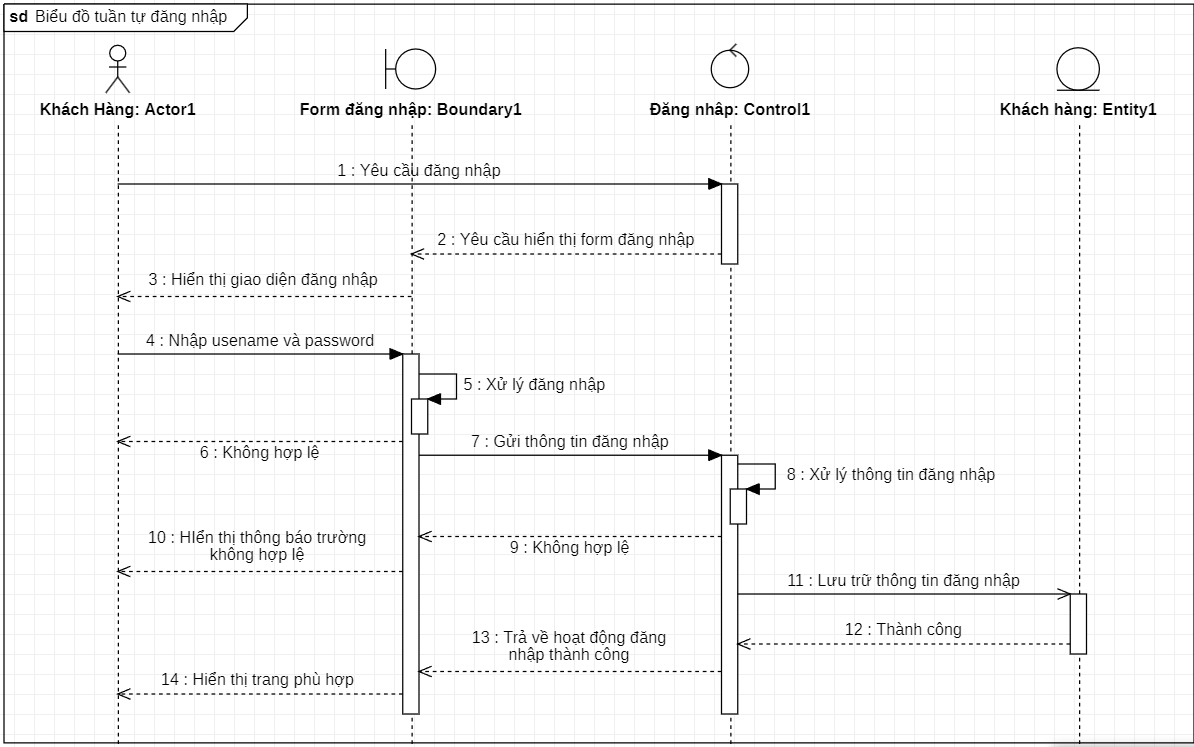 sd Biểu đồ tuần tự đăng nhập
Khách Hàng: Actor1
Form đăng nhập: Boundary1
Đăng nhâp: Control1
Khách hàng: Entity1
1 : Yêu cầu đăng nhập
2 : Yêu cầu hiển thị form đăng nhập
3 : Hiển thị giao diện đăng nhập
4 : Nhập usename và password
5 : Xử lý đăng nhập
6 : Không hợp lệ
7 : Gửi thông tin đăng nhập
8 : Xử lý thông tin đăng nhập
9 : Không hợp lệ
10 : HIển thị thông báo trường
không hợp lệ
11 : Lưu trữ thông tin đăng nhập
12 : Thành công
13 : Trả về hoạt động đăng
nhập thành công
14 : Hiển thị trang phù hợp